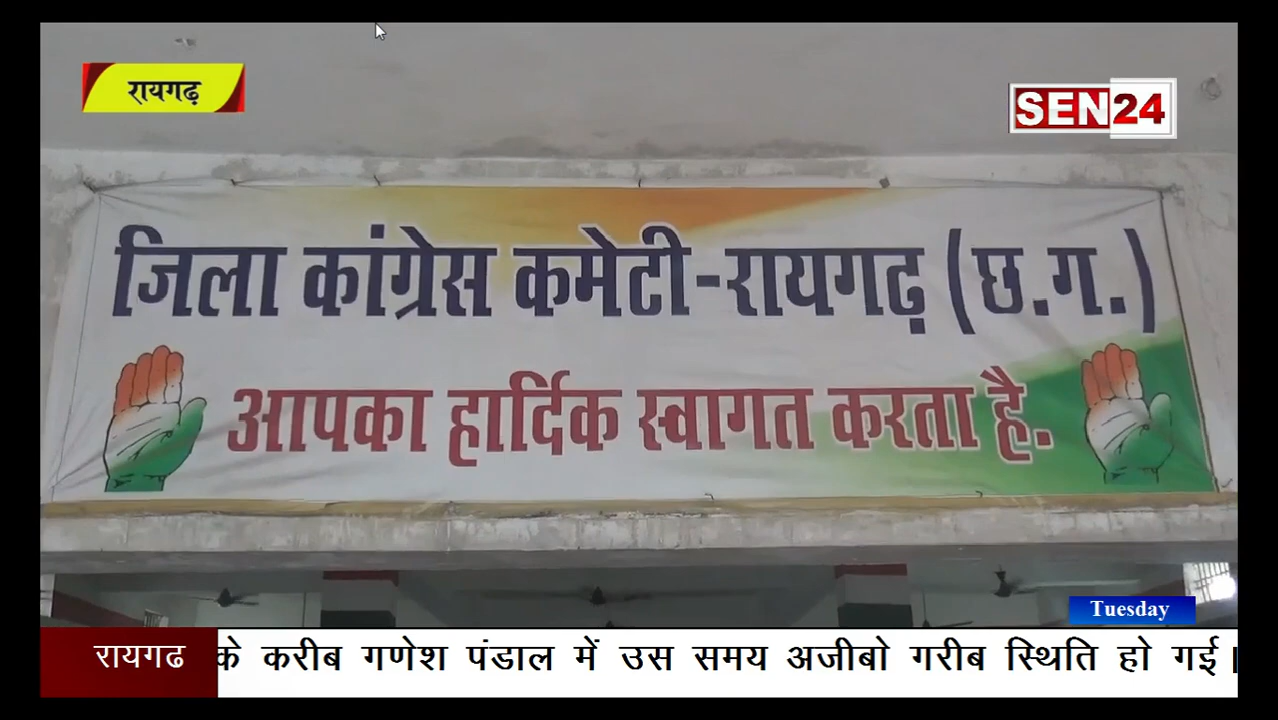 रायगढ़
SEN24
जिला कांग्रेस कमेटी-रायगढ़ (छ.ग.)
आपका हार्दिक स्वागत करता है.
Tuesday
रायगढ के करीब गणेश पंडाल में उस समय अजीबो गरीब स्थिति हो गई।